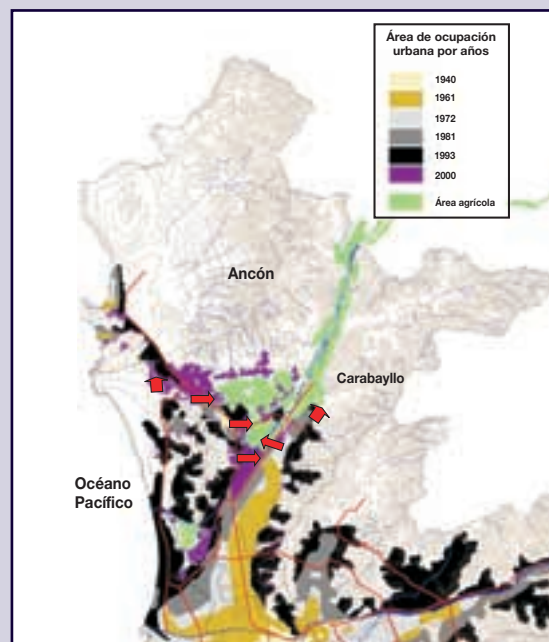 Área de ocupación
urbana por años
1940
1961
1972
1981
1993
2000
Área agrícola
Ancón
Carabayllo
Océano
Pacífico